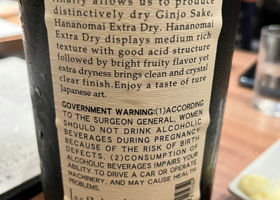 finally allows us to produce
distinctively dry Ginjo Sake,
Hananomai Extra Dry. Hananomai
Extra Dry displays medium rich
texture with good acid structure
followed by bright fruity flavor yet
extra dryness brings clean and crystal
clear finish.Enjoy a taste of ture
Japanese art.
GOVERNMENT WARNING:(1)ACCORDING
TO THE SURGEON GENERAL, WOMEN
SHOULD NOT DRINK ALCOHOLIC
BEVERAGES DURING PREGNANCY
BECAUSE OF THE RISK OF BIRTH
DEFECTS. (2)CONSUMPTION OF
ALCOHOLIC BEVERAGES IMPAIRS YOUR
ABILITY TO DRIVE A CAR OR OPERATE
MACHINERY, AND MAY CAUSE HEALTH
PROBLEMS.